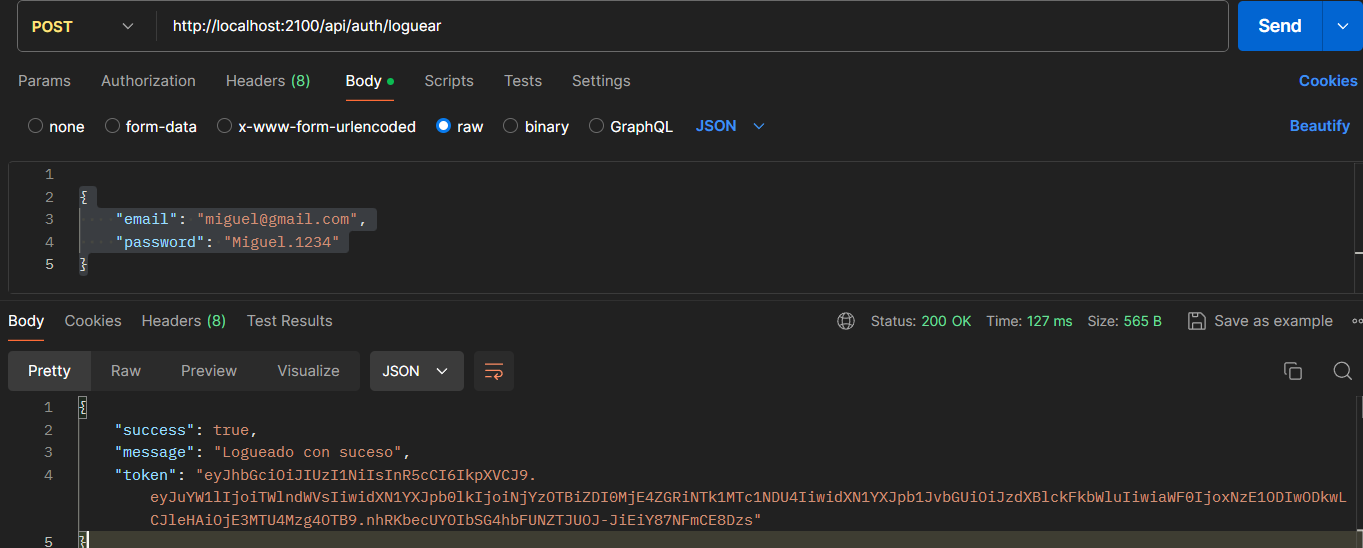 POST http://localhost:2100/api/auth/loguear Send
Params Authorization Headers (8) Body Scripts Tests Settings Cookies
none form-data x-www-form-urlencoded raw binary GraphQL JSON Beautify
1
2 {
3 "email": "miguel@gmail.com",
4 "password": "Miguel.1234"
5 }
Body Cookies Headers (8) Test Results Status: 200 OK Time: 127 ms Size: 565 B Save as example
Pretty Raw Preview Visualize JSON
1 {
2 "success": true,
3 "message": "Logueado con suceso",
4 "token": "eyJhbGciOiJIUzI1NiIsInR5cCI6IkpXVCJ9.
eyJuYW1lIjoiTWlndWVsIiwidXN1YXJpb0lkIjoiNjYzOTBiZDI0MjE4ZGRiNTk1MTc1NDU4IiwidXN1YXJpb1JvbGUiOiJzdXBlckFkbWluIiwiaWF0IjoxNzE1ODIwODkwL
CJleHAiOjE3MTU4Mzg4OTB9.nhRKbecUYOIbSG4hbFUNZTJUOJ-JiEiY87NFmCE8Dzs"
5 }